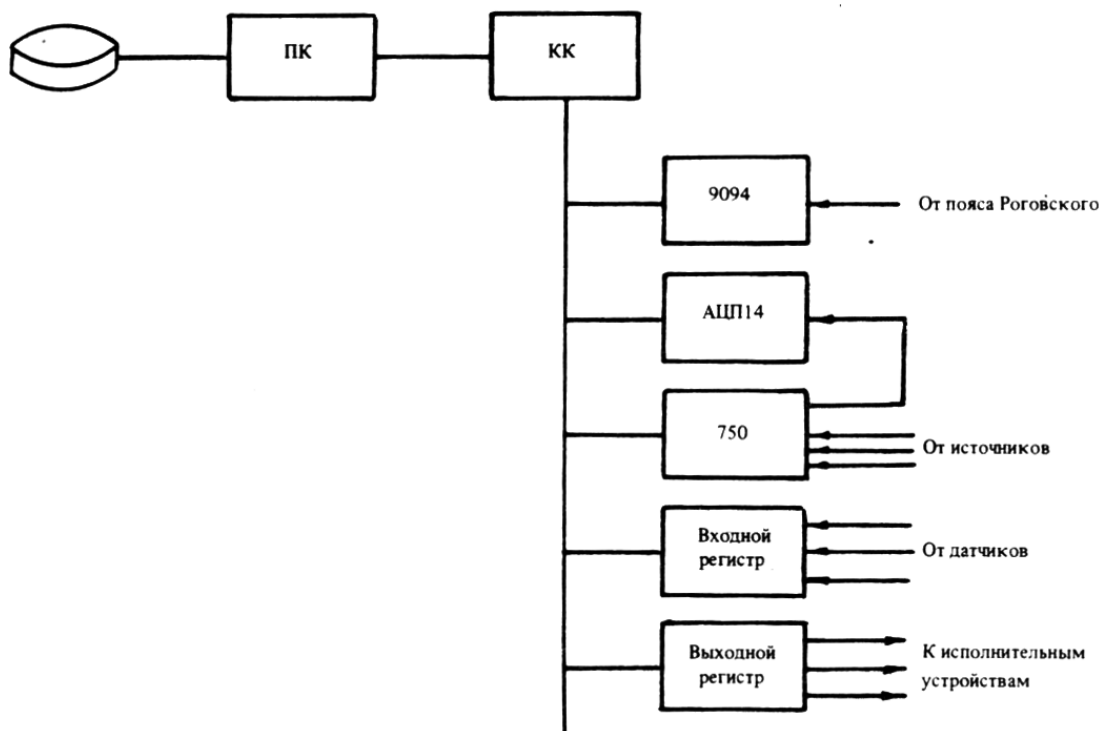 ПК
КК
9094
От пояса Роговского
АЦП14
750
От источников
Входной
регистр
От датчиков
Выходной
регистр
К исполнительным
устройствам